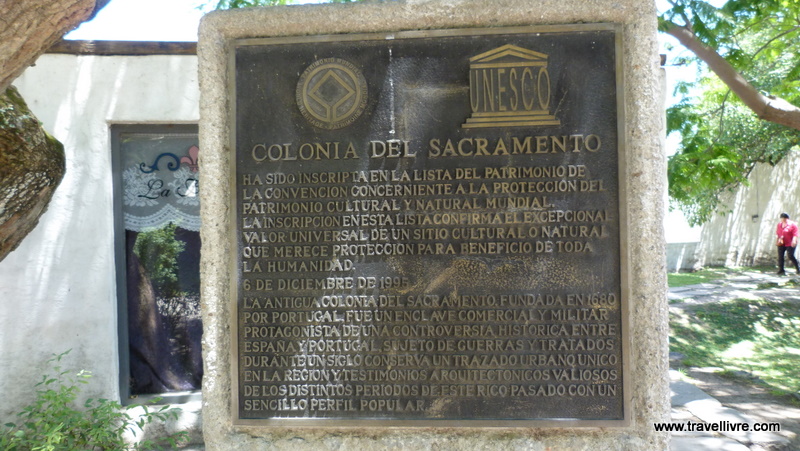 UNESCO
COLONIA DEL SACRAMENTO
HA SIDO INSCRIPTA EN LA LISTA DEL PATRIMONIO DE
LA CONVENCION CONCERNIENTE A LA PROTECCIÓN DEL
PATRIMONIO CULTURAL Y NATURAL MUNDIAL.
LA INSCRIPCION EN ESTA LISTA CONFIRMA EL EXCEPCIONAL
VALOR UNIVERSAL DE UN SITIO CULTURAL O NATURAL
QUE MERECE PROTECCIÓN PARA BENEFICIO DE TODA
LA HUMANIDAD.
6 DE DICIEMBRE DE 1995
LA ANTIGUA COLONIA DEL SACRAMENTO, FUNDADA EN 1680
POR PORTUGAL, FUE UN ENCLAVE COMERCIAL Y MILITAR
PROTAGONISTA DE UNA CONTROVERSIA HISTÓRICA ENTRE
ESPAÑA Y PORTUGAL, SUJETO DE GUERRAS Y TRATADOS
DURANTE UN SIGLO CONSERVA UN TRAZADO URBANO UNICO
EN LA REGIÓN Y TESTIMONIOS ARQUITECTÓNICOS VALIOSOS
DE LOS DISTINTOS PERÍODOS DE ESTE RICO PASADO CON UN
SENCILLO PERFIL POPULAR.
La
www.travellivre.com